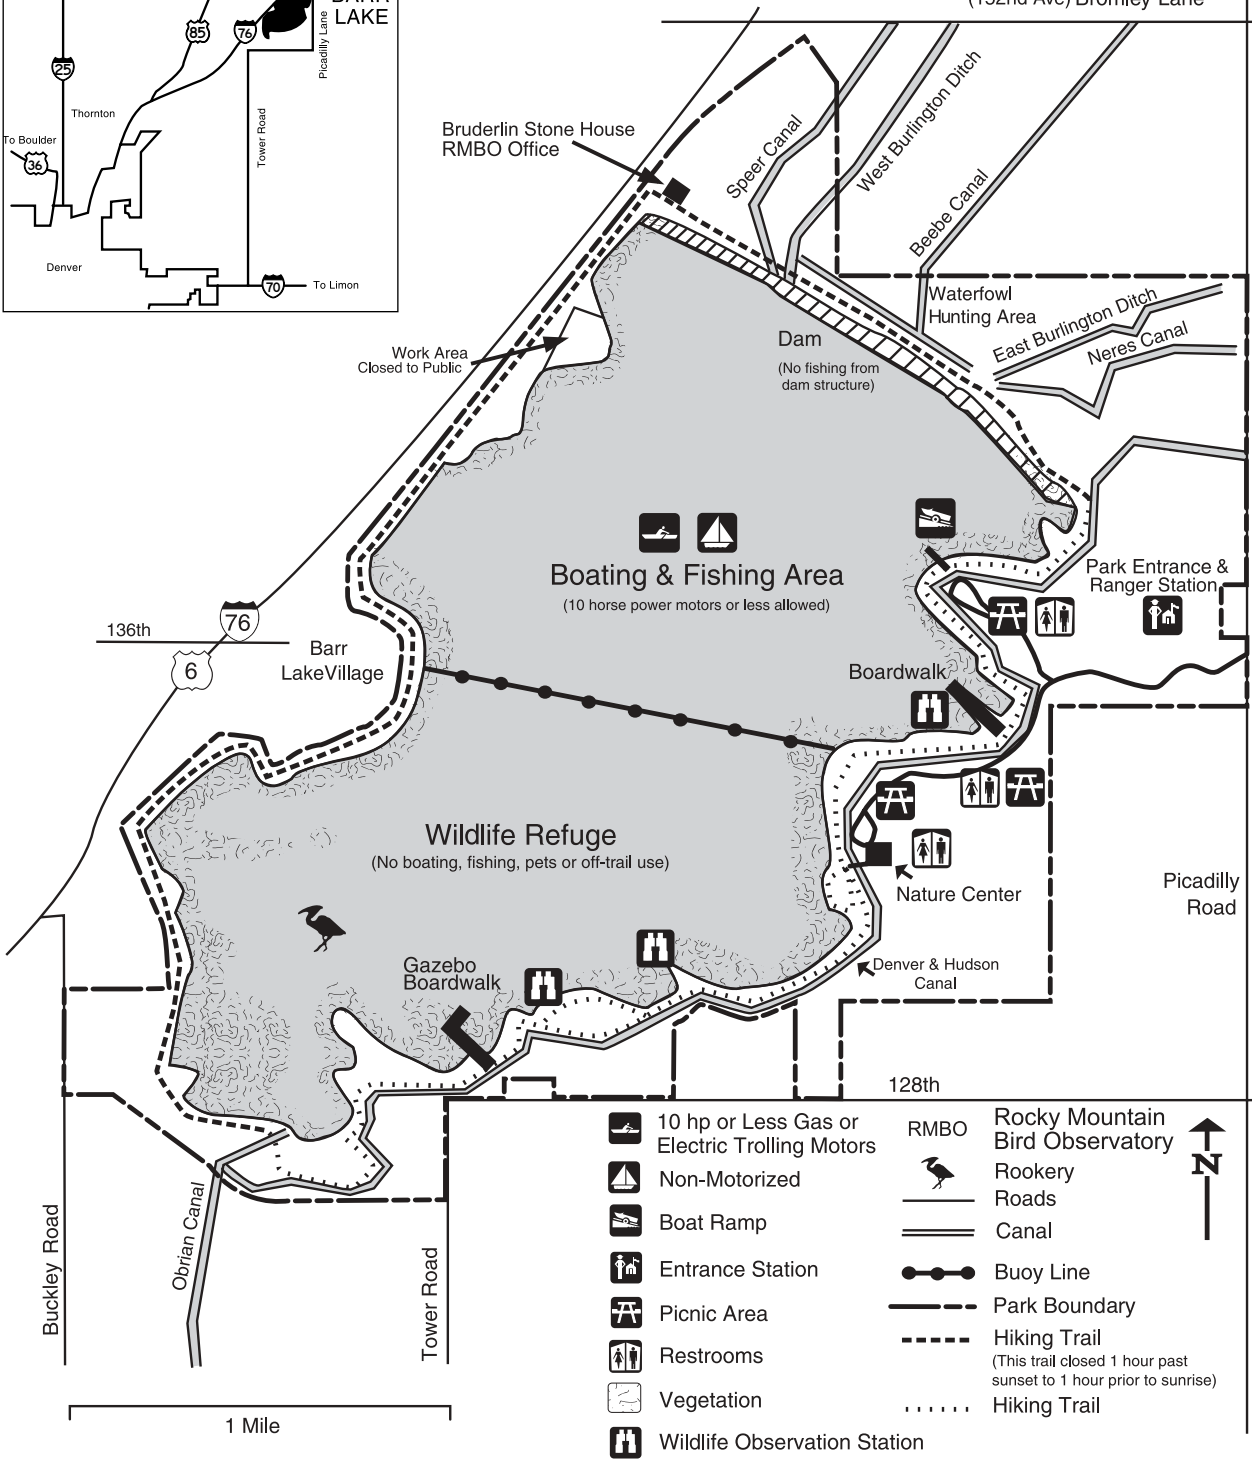 BARR
LAKE
85
76
Picadilly Lane
25
Thornton
To Boulder
36
Tower Road
Denver
70
To Limon
(152nd Ave) Bromley Lane
Bruderlin Stone House
RMBO Office
Speer Canal
West Burlington Ditch
Beebe Canal
Waterfowl
Hunting Area
East Burlington Ditch
Neres Canal
Work Area
Closed to Public
Dam
(No fishing from
dam structure)
Boating & Fishing Area
(10 horse power motors or less allowed)
Park Entrance &
Ranger Station
76
136th
6
Barr
LakeVillage
Boardwalk
Wildlife Refuge
(No boating, fishing, pets or off-trail use)
Nature Center
Picadilly
Road
Gazebo
Boardwalk
Denver & Hudson
Canal
128th
Buckley Road
Obrian Canal
Tower Road
1 Mile
10 hp or Less Gas or
Electric Trolling Motors
Non-Motorized
Boat Ramp
Entrance Station
Picnic Area
Restrooms
Vegetation
Wildlife Observation Station
RMBO
Rocky Mountain
Bird Observatory
Rookery
Roads
Canal
Buoy Line
Park Boundary
Hiking Trail
(This trail closed 1 hour past
sunset to 1 hour prior to sunrise)
Hiking Trail
N